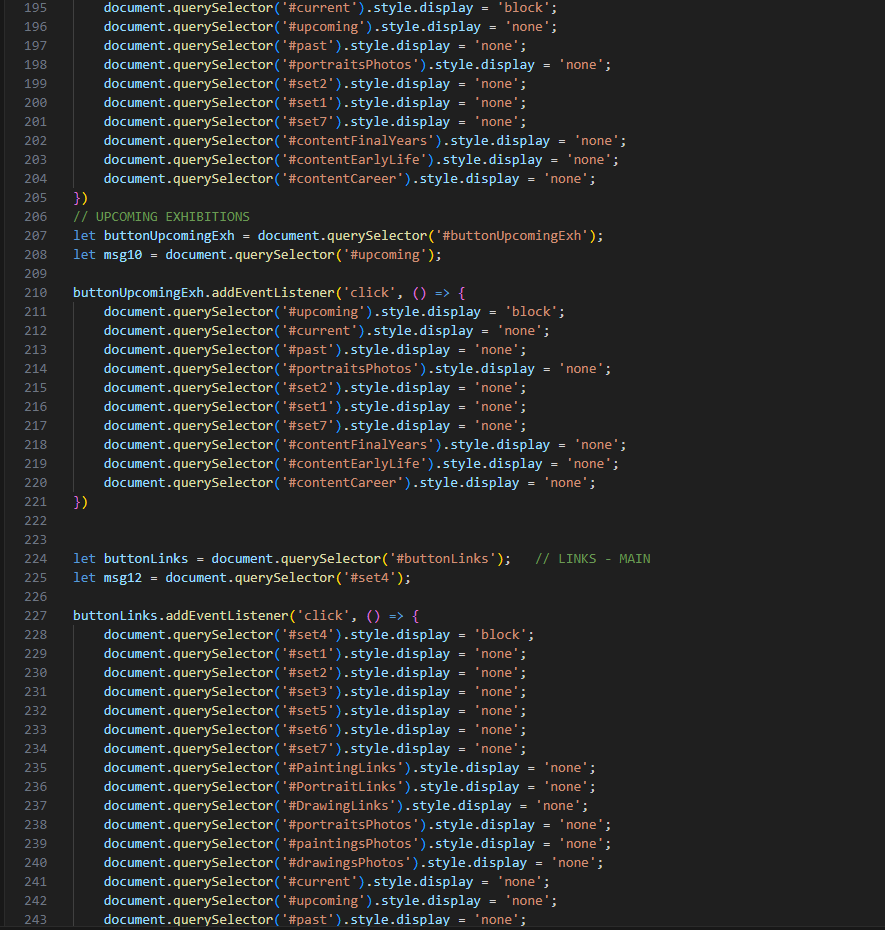 195 document.querySelector('#current').style.display = 'block';
196 document.querySelector('#upcoming').style.display = 'none';
197 document.querySelector('#past').style.display = 'none';
198 document.querySelector('#portraitsPhotos').style.display = 'none';
199 document.querySelector('#set2').style.display = 'none';
200 document.querySelector('#set1').style.display = 'none';
201 document.querySelector('#set7').style.display = 'none';
202 document.querySelector('#contentFinalYears').style.display = 'none';
203 document.querySelector('#contentEarlyLife').style.display = 'none';
204 document.querySelector('#contentCareer').style.display = 'none';
205 })
206 // UPCOMING EXHIBITIONS
207 let buttonUpcomingExh = document.querySelector('#buttonUpcomingExh');
208 let msg10 = document.querySelector('#upcoming');
209
210 buttonUpcomingExh.addEventListener('click', () => {
211 document.querySelector('#upcoming').style.display = 'block';
212 document.querySelector('#current').style.display = 'none';
213 document.querySelector('#past').style.display = 'none';
214 document.querySelector('#portraitsPhotos').style.display = 'none';
215 document.querySelector('#set2').style.display = 'none';
216 document.querySelector('#set1').style.display = 'none';
217 document.querySelector('#set7').style.display = 'none';
218 document.querySelector('#contentFinalYears').style.display = 'none';
219 document.querySelector('#contentEarlyLife').style.display = 'none';
220 document.querySelector('#contentCareer').style.display = 'none';
221 })
222
223
224 let buttonLinks = document.querySelector('#buttonLinks'); // LINKS - MAIN
225 let msg12 = document.querySelector('#set4');
226
227 buttonLinks.addEventListener('click', () => {
228 document.querySelector('#set4').style.display = 'block';
229 document.querySelector('#set1').style.display = 'none';
230 document.querySelector('#set2').style.display = 'none';
231 document.querySelector('#set3').style.display = 'none';
232 document.querySelector('#set5').style.display = 'none';
233 document.querySelector('#set6').style.display = 'none';
234 document.querySelector('#set7').style.display = 'none';
235 document.querySelector('#PaintingLinks').style.display = 'none';
236 document.querySelector('#PortraitLinks').style.display = 'none';
237 document.querySelector('#DrawingLinks').style.display = 'none';
238 document.querySelector('#portraitsPhotos').style.display = 'none';
239 document.querySelector('#paintingsPhotos').style.display = 'none';
240 document.querySelector('#drawingsPhotos').style.display = 'none';
241 document.querySelector('#current').style.display = 'none';
242 document.querySelector('#upcoming').style.display = 'none';
243 document.querySelector('#past').style.display = 'none';